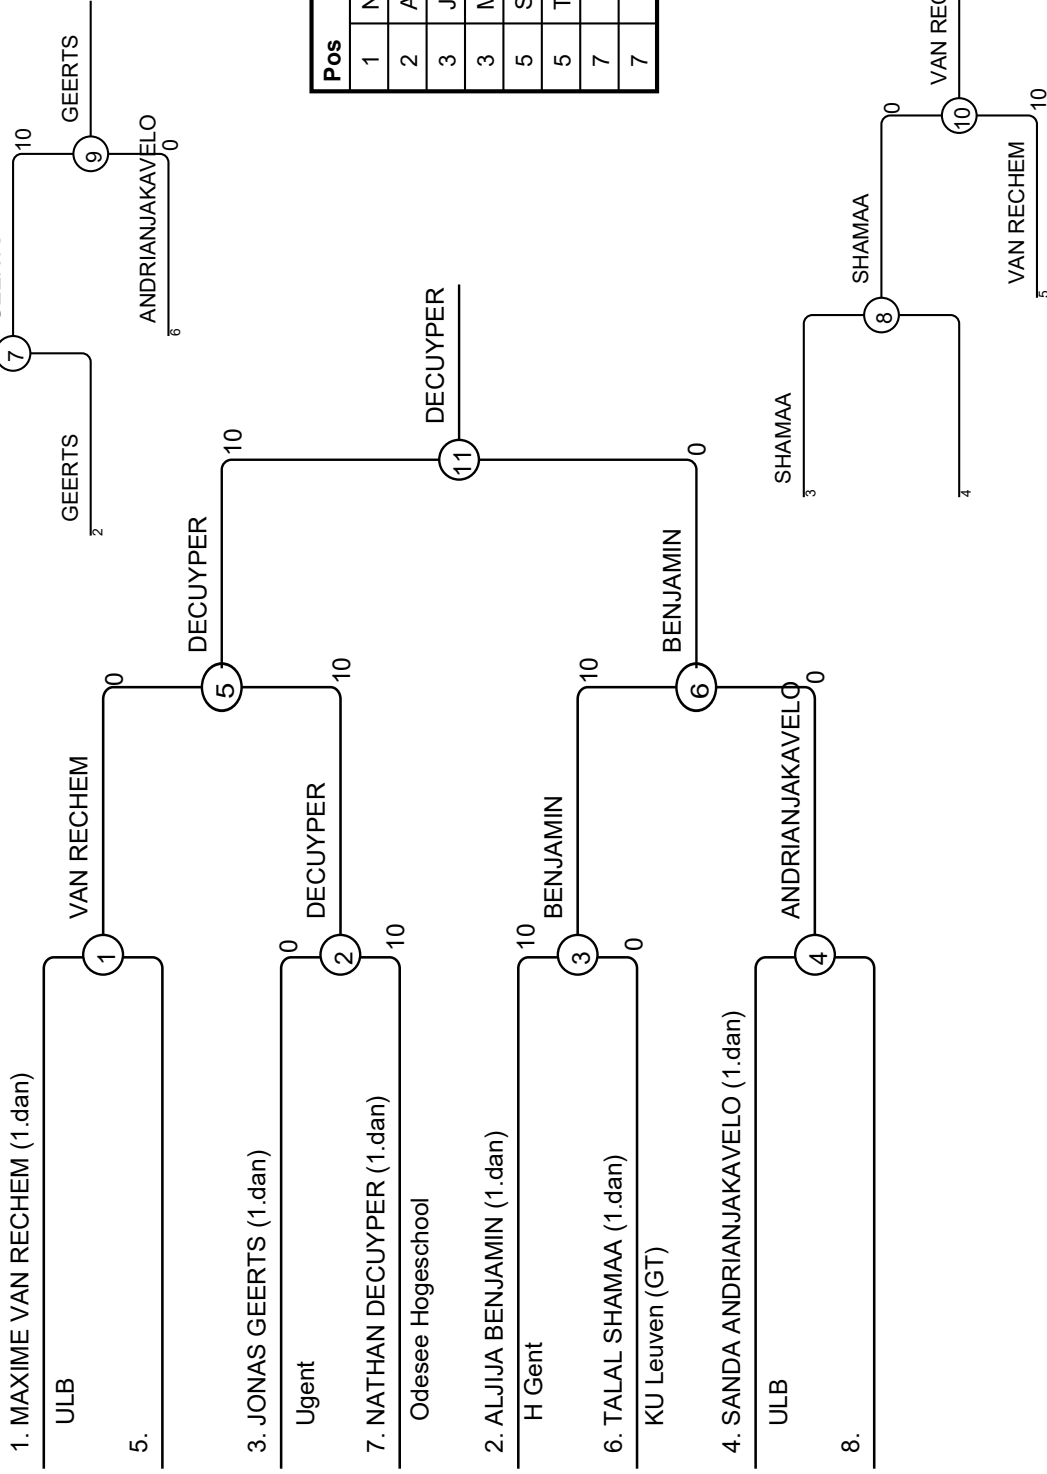 1. MAXIME VAN RECHEM (1.dan)
ULB
5.
3. JONAS GEERTS (1.dan)
Ugent
7. NATHAN DECUYPER (1.dan)
Odesee Hogeschool
2. ALJIJA BENJAMIN (1.dan)
H Gent
6. TALAL SHAMAA (1.dan)
KU Leuven (GT)
4. SANDA ANDRIANJAKAVELO (1.dan)
ULB
8.
1
VAN RECHEM
0
0
2
10
DECUYPER
10
5
DECUYPER
10
10
3
0
BENJAMIN
10
4
ANDRIANJAKAVELO
0
6
BENJAMIN
0
11
DECUYPER
GEERTS
2
7
10
ANDRIANJAKAVELO
6
0
9
GEERTS
SHAMAA
3
4
8
SHAMAA
0
VAN RECHEM
5
10
10
VAN REC
Pos
1 N
2 A
3 J
3 M
5 S
5 T
7
7